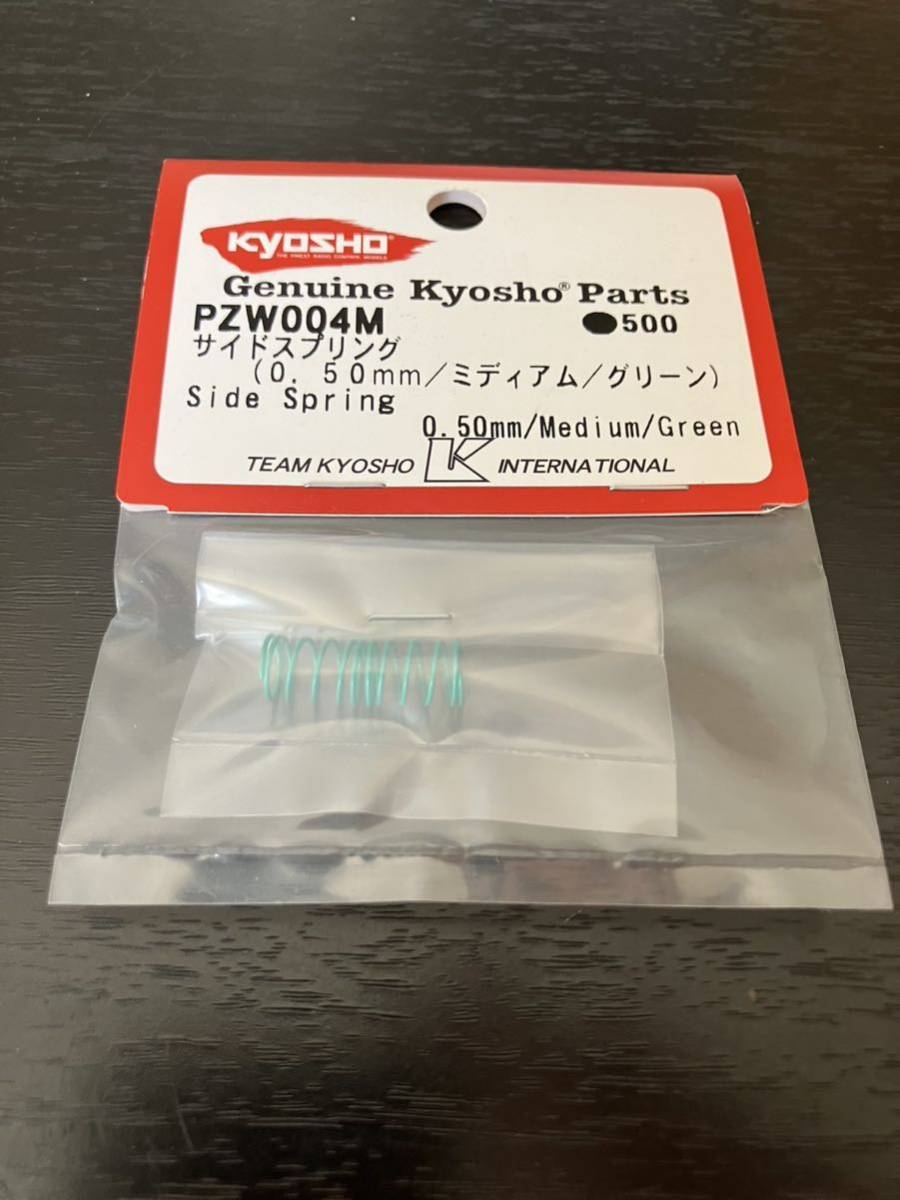 KYOSHO®
THE FINEST RADIO CONTROL MODELS
Genuine Kyosho® Parts
PZW004M ●500
サイドスプリング
(0.50mm/ミディアム/グリーン)
Side Spring
0.50mm/Medium/Green
TEAM KYOSHO K INTERNATIONAL